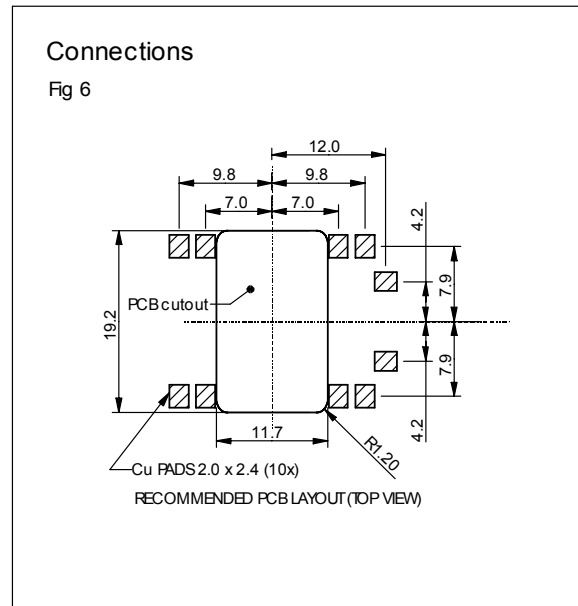 Connections
Fig 6
12.0
9.8 9.8
7.0 7.0
4.2
7.9
PCB cutout
19.2
7.9
4.2
11.7
R1.20
Cu PADS 2.0 x 2.4 (10x)
RECOMMENDED PCB LAYOUT (TOP VIEW)